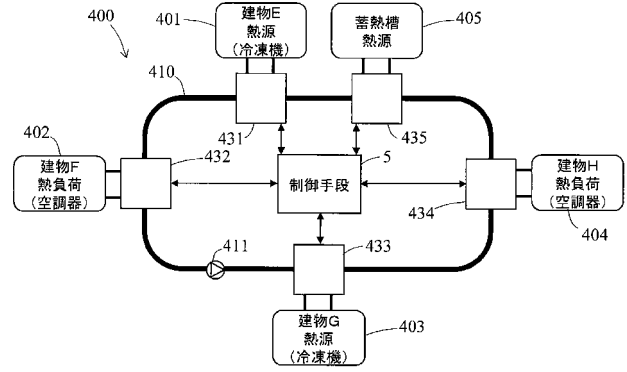 400
401
建物E
熱源
(冷凍機)
蓄熱槽
熱源
405
410
431
435
402
建物F
熱負荷
(空調器)
432
5
制御手段
建物H
熱負荷
(空調器)
434
404
411
433
建物G
熱源
(冷凍機)
403